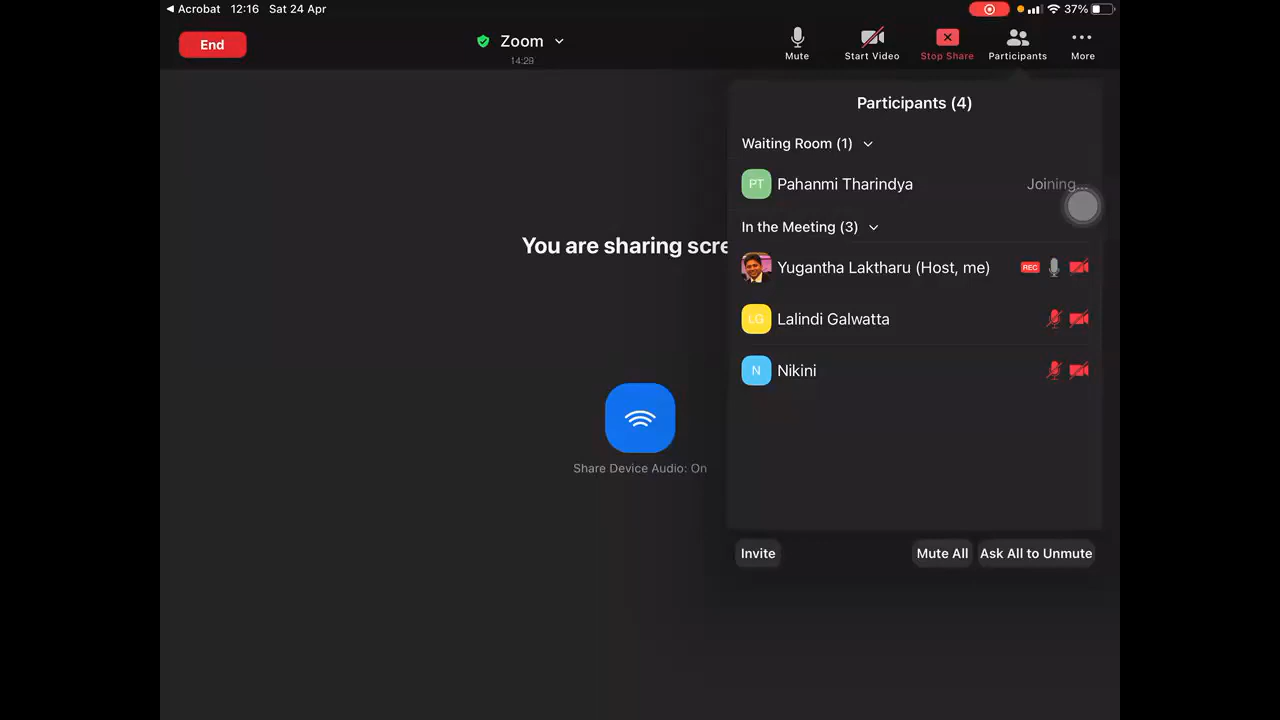 Acrobat 12:16 Sat 24 Apr 37%
End
Zoom
14:29
Mute
Start Video
Stop Share
Participants
More
Participants (4)
Waiting Room (1)
PT Pahanmi Tharindya Joining...
In the Meeting (3)
You are sharing scre
Yugantha Laktharu (Host, me) REC
LG Lalindi Galwatta
N Nikini
Share Device Audio: On
Invite
Mute All
Ask All to Unmute